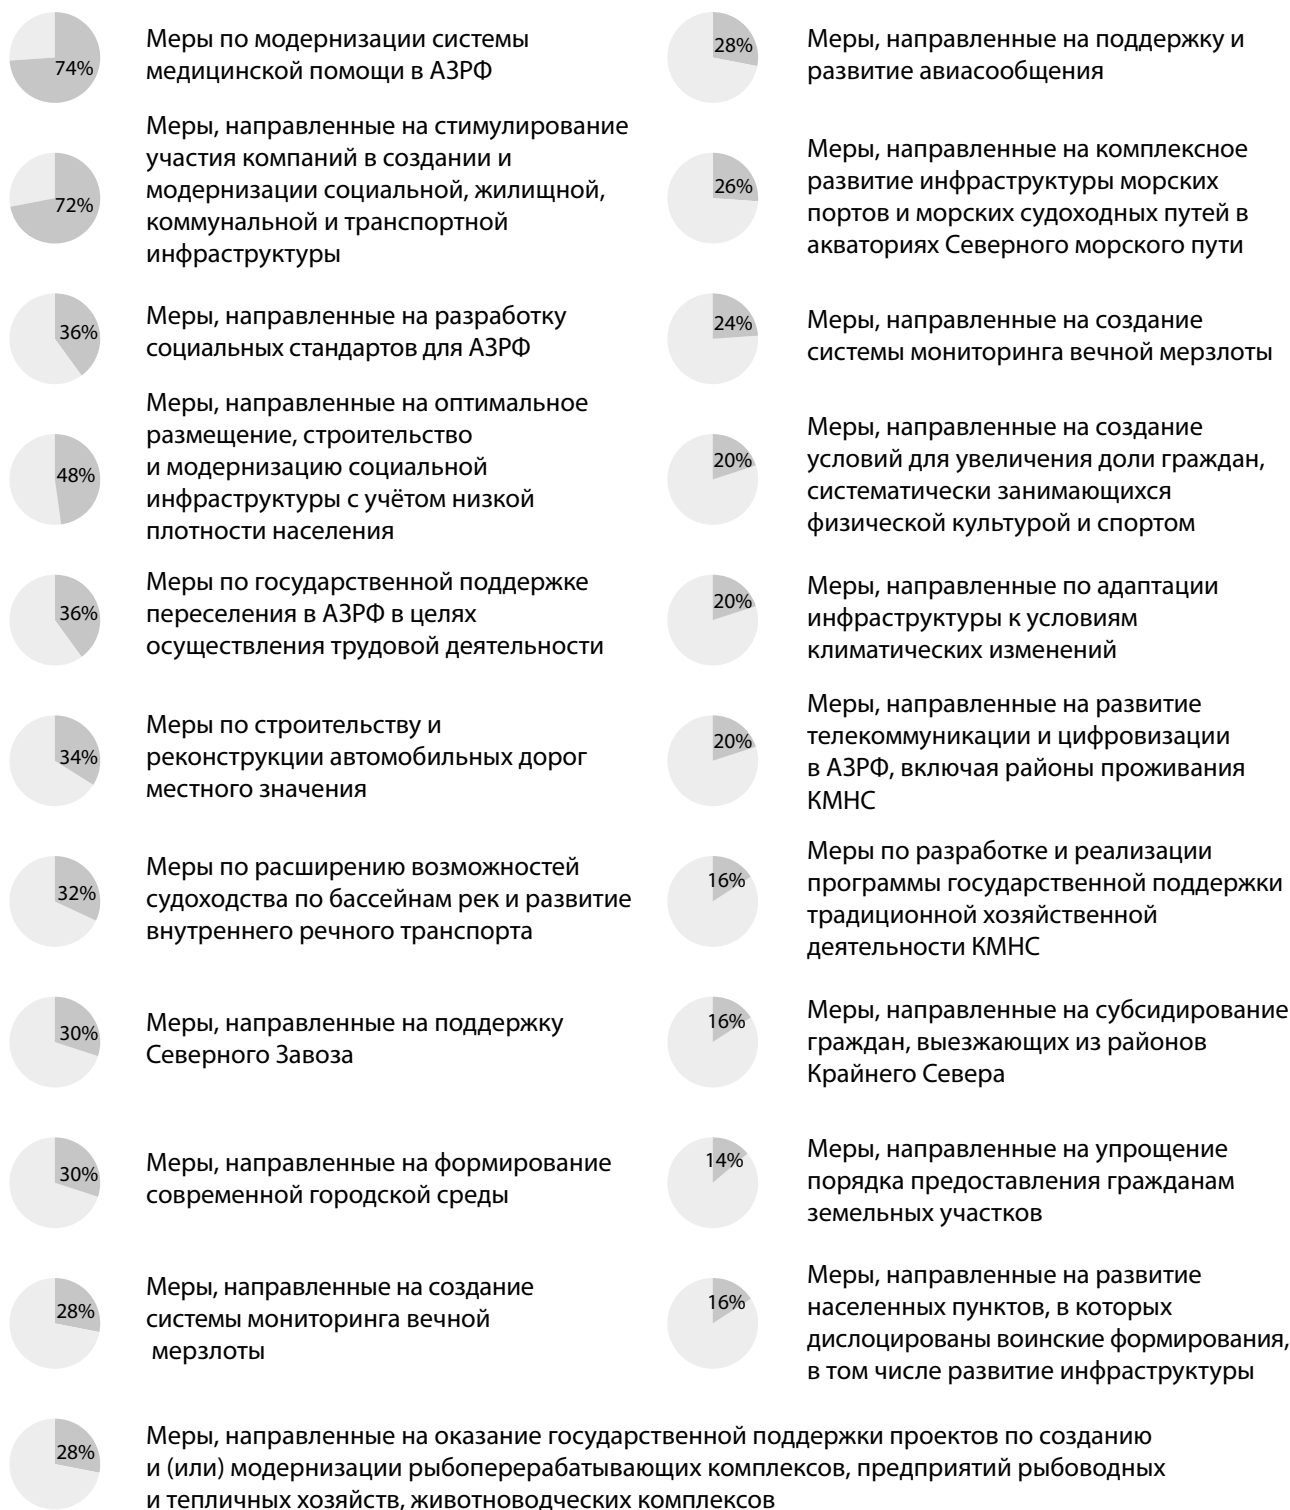 74%
Меры по модернизации системы
медицинской помощи в АЗРФ
72%
Меры, направленные на стимулирование
участия компаний в создании и
модернизации социальной, жилищной,
коммунальной и транспортной
инфраструктуры
36%
Меры, направленные на разработку
социальных стандартов для АЗРФ
48%
Меры, направленные на оптимальное
размещение, строительство
и модернизацию социальной
инфраструктуры с учётом низкой
плотности населения
36%
Меры по государственной поддержке
переселения в АЗРФ в целях
осуществления трудовой деятельности
34%
Меры по строительству и
реконструкции автомобильных дорог
местного значения
32%
Меры по расширению возможностей
судоходства по бассейнам рек и развитие
внутреннего речного транспорта
30%
Меры, направленные на поддержку
Северного Завоза
30%
Меры, направленные на формирование
современной городской среды
28%
Меры, направленные на создание
системы мониторинга вечной
мерзлоты
28%
Меры, направленные на поддержку и
развитие авиасообщения
26%
Меры, направленные на комплексное
развитие инфраструктуры морских
портов и морских судоходных путей в
акваториях Северного морского пути
24%
Меры, направленные на создание
системы мониторинга вечной мерзлоты
20%
Меры, направленные на создание
условий для увеличения доли граждан,
систематически занимающихся
физической культурой и спортом
20%
Меры, направленные по адаптации
инфраструктуры к условиям
климатических изменений
20%
Меры, направленные на развитие
телекоммуникации и цифровизации
в АЗРФ, включая районы проживания
КМНС
16%
Меры по разработке и реализации
программы государственной поддержки
традиционной хозяйственной
деятельности КМНС
16%
Меры, направленные на субсидирование
граждан, выезжающих из районов
Крайнего Севера
14%
Меры, направленные на упрощение
порядка предоставления гражданам
земельных участков
16%
Меры, направленные на развитие
населенных пунктов, в которых
дислоцированы воинские формирования,
в том числе развитие инфраструктуры
28%
Меры, направленные на оказание государственной поддержки проектов по созданию
и (или) модернизации рыбоперерабатывающих комплексов, предприятий рыбоводных
и тепличных хозяйств, животноводческих комплексов